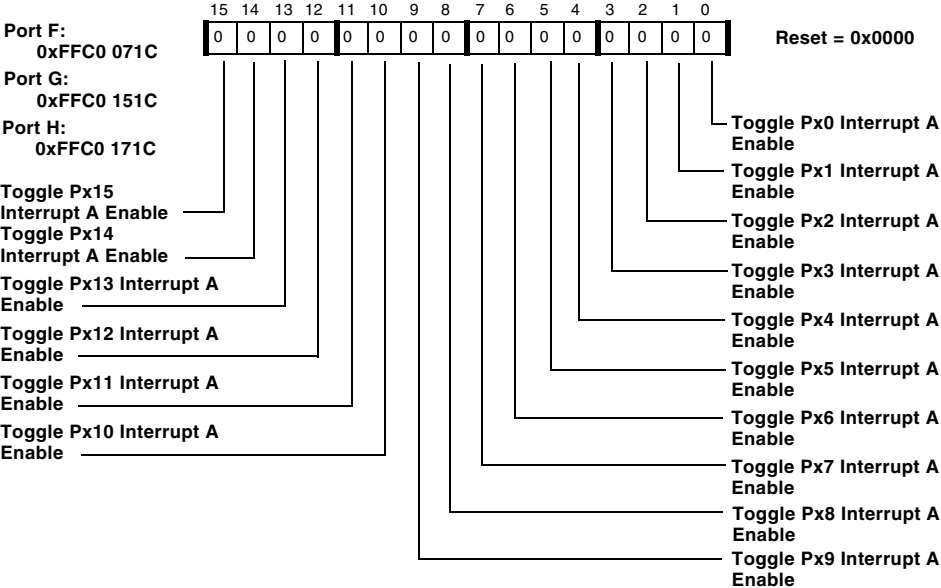 15 14 13 12 11 10 9 8 7 6 5 4 3 2 1 0
0 0 0 0 0 0 0 0 0 0 0 0 0 0 0 0
Reset = 0x0000
Port F:
0xFFC0 071C
Port G:
0xFFC0 151C
Port H:
0xFFC0 171C
Toggle Px15
Interrupt A Enable
Toggle Px14
Interrupt A Enable
Toggle Px13 Interrupt A
Enable
Toggle Px12 Interrupt A
Enable
Toggle Px11 Interrupt A
Enable
Toggle Px10 Interrupt A
Enable
Toggle Px0 Interrupt A
Enable
Toggle Px1 Interrupt A
Enable
Toggle Px2 Interrupt A
Enable
Toggle Px3 Interrupt A
Enable
Toggle Px4 Interrupt A
Enable
Toggle Px5 Interrupt A
Enable
Toggle Px6 Interrupt A
Enable
Toggle Px7 Interrupt A
Enable
Toggle Px8 Interrupt A
Enable
Toggle Px9 Interrupt A
Enable